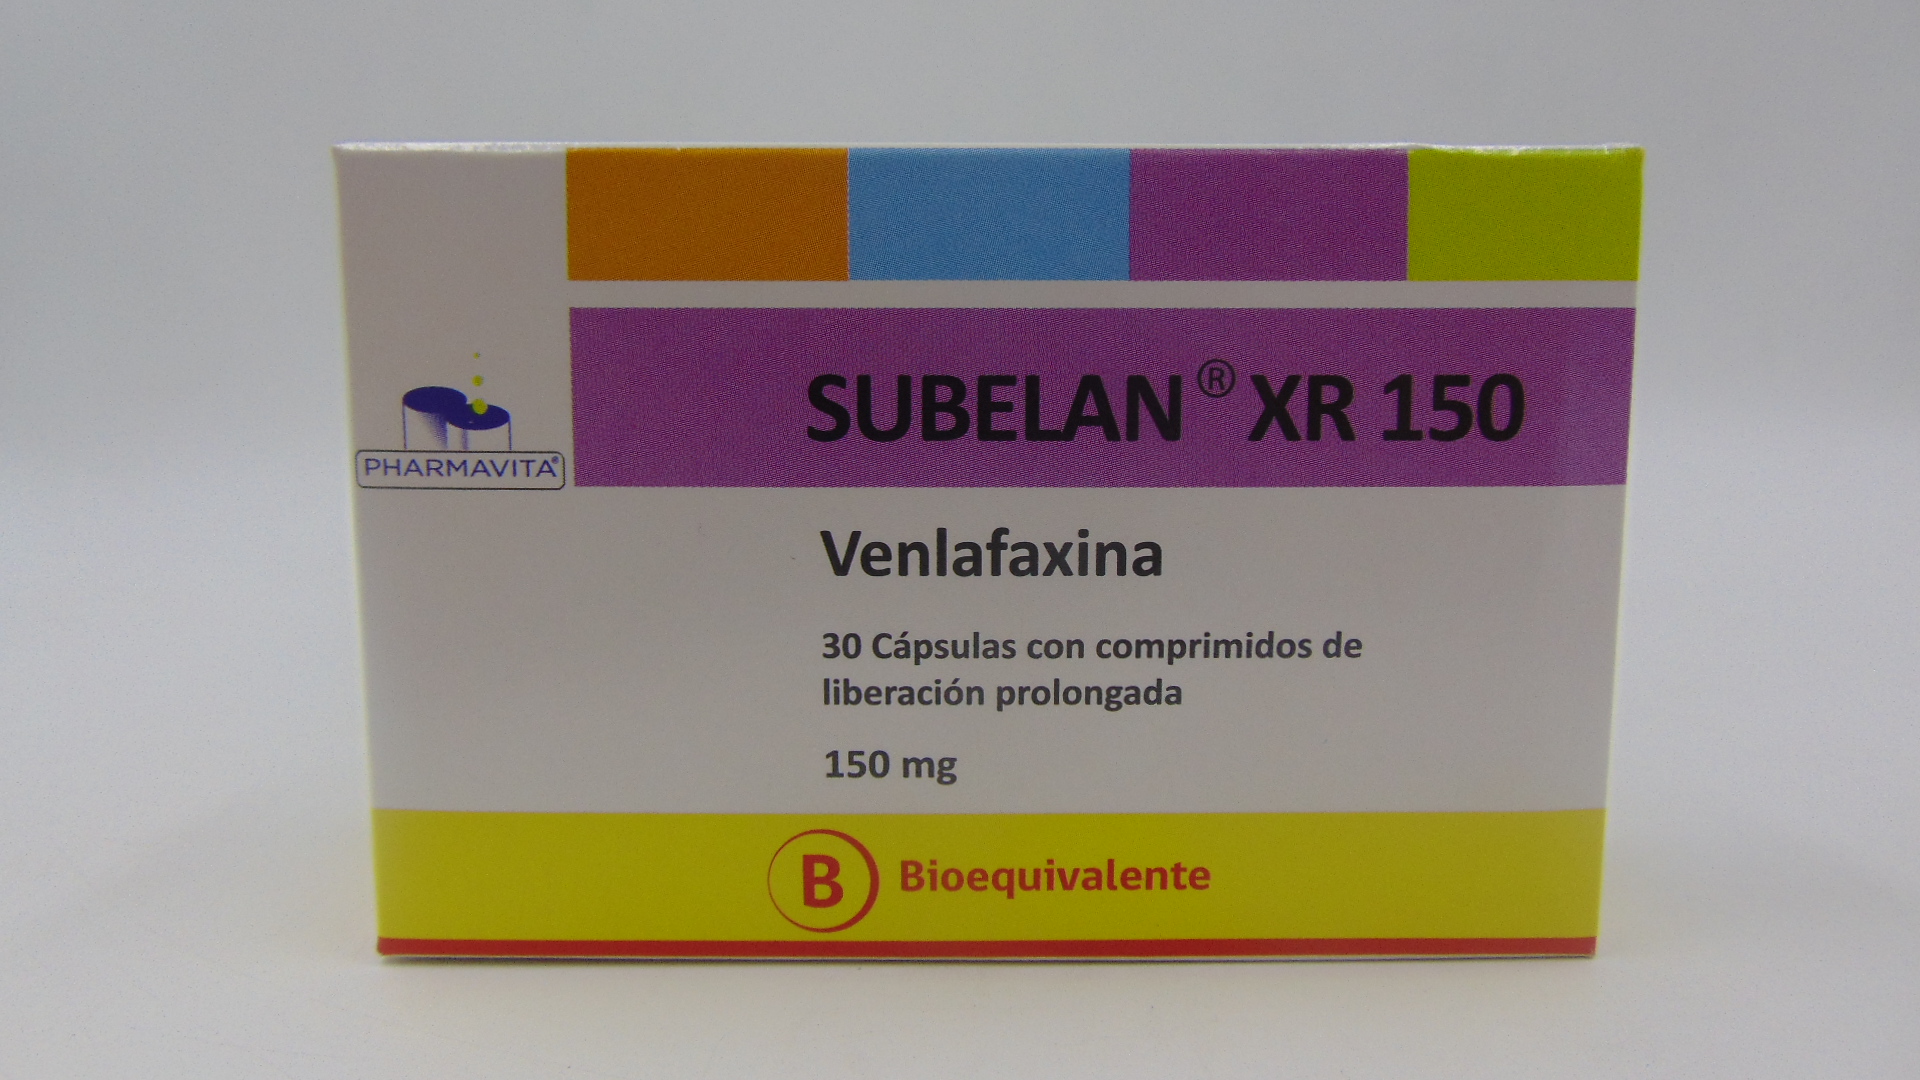 SUBELAN® XR 150
PHARMAVITA®
Venlafaxina
30 Cápsulas con comprimidos de
liberación prolongada
150 mg
B Bioequivalente